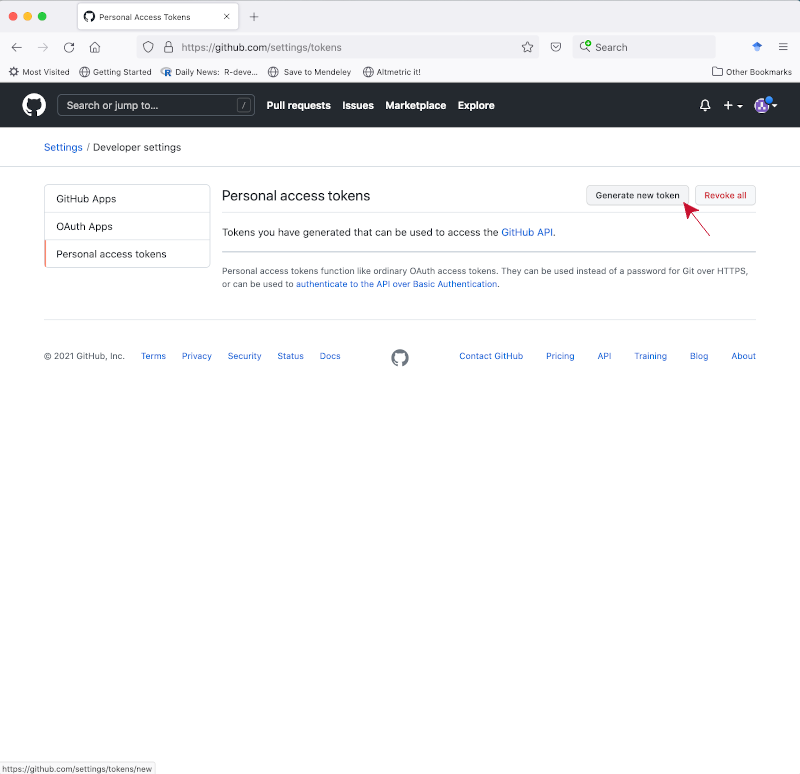 Personal Access Tokens
https://github.com/settings/tokens
Search
Most Visited
Getting Started
Daily News: R-deve...
Save to Mendeley
Altmetric it!
Other Bookmarks
Search or jump to...
/
Pull requests
Issues
Marketplace
Explore
Settings / Developer settings
GitHub Apps
OAuth Apps
Personal access tokens
Personal access tokens
Generate new token
Revoke all
Tokens you have generated that can be used to access the GitHub API.
Personal access tokens function like ordinary OAuth access tokens. They can be used instead of a password for Git over HTTPS,
or can be used to authenticate to the API over Basic Authentication.
© 2021 GitHub, Inc.
Terms
Privacy
Security
Status
Docs
Contact GitHub
Pricing
API
Training
Blog
About
https://github.com/settings/tokens/new